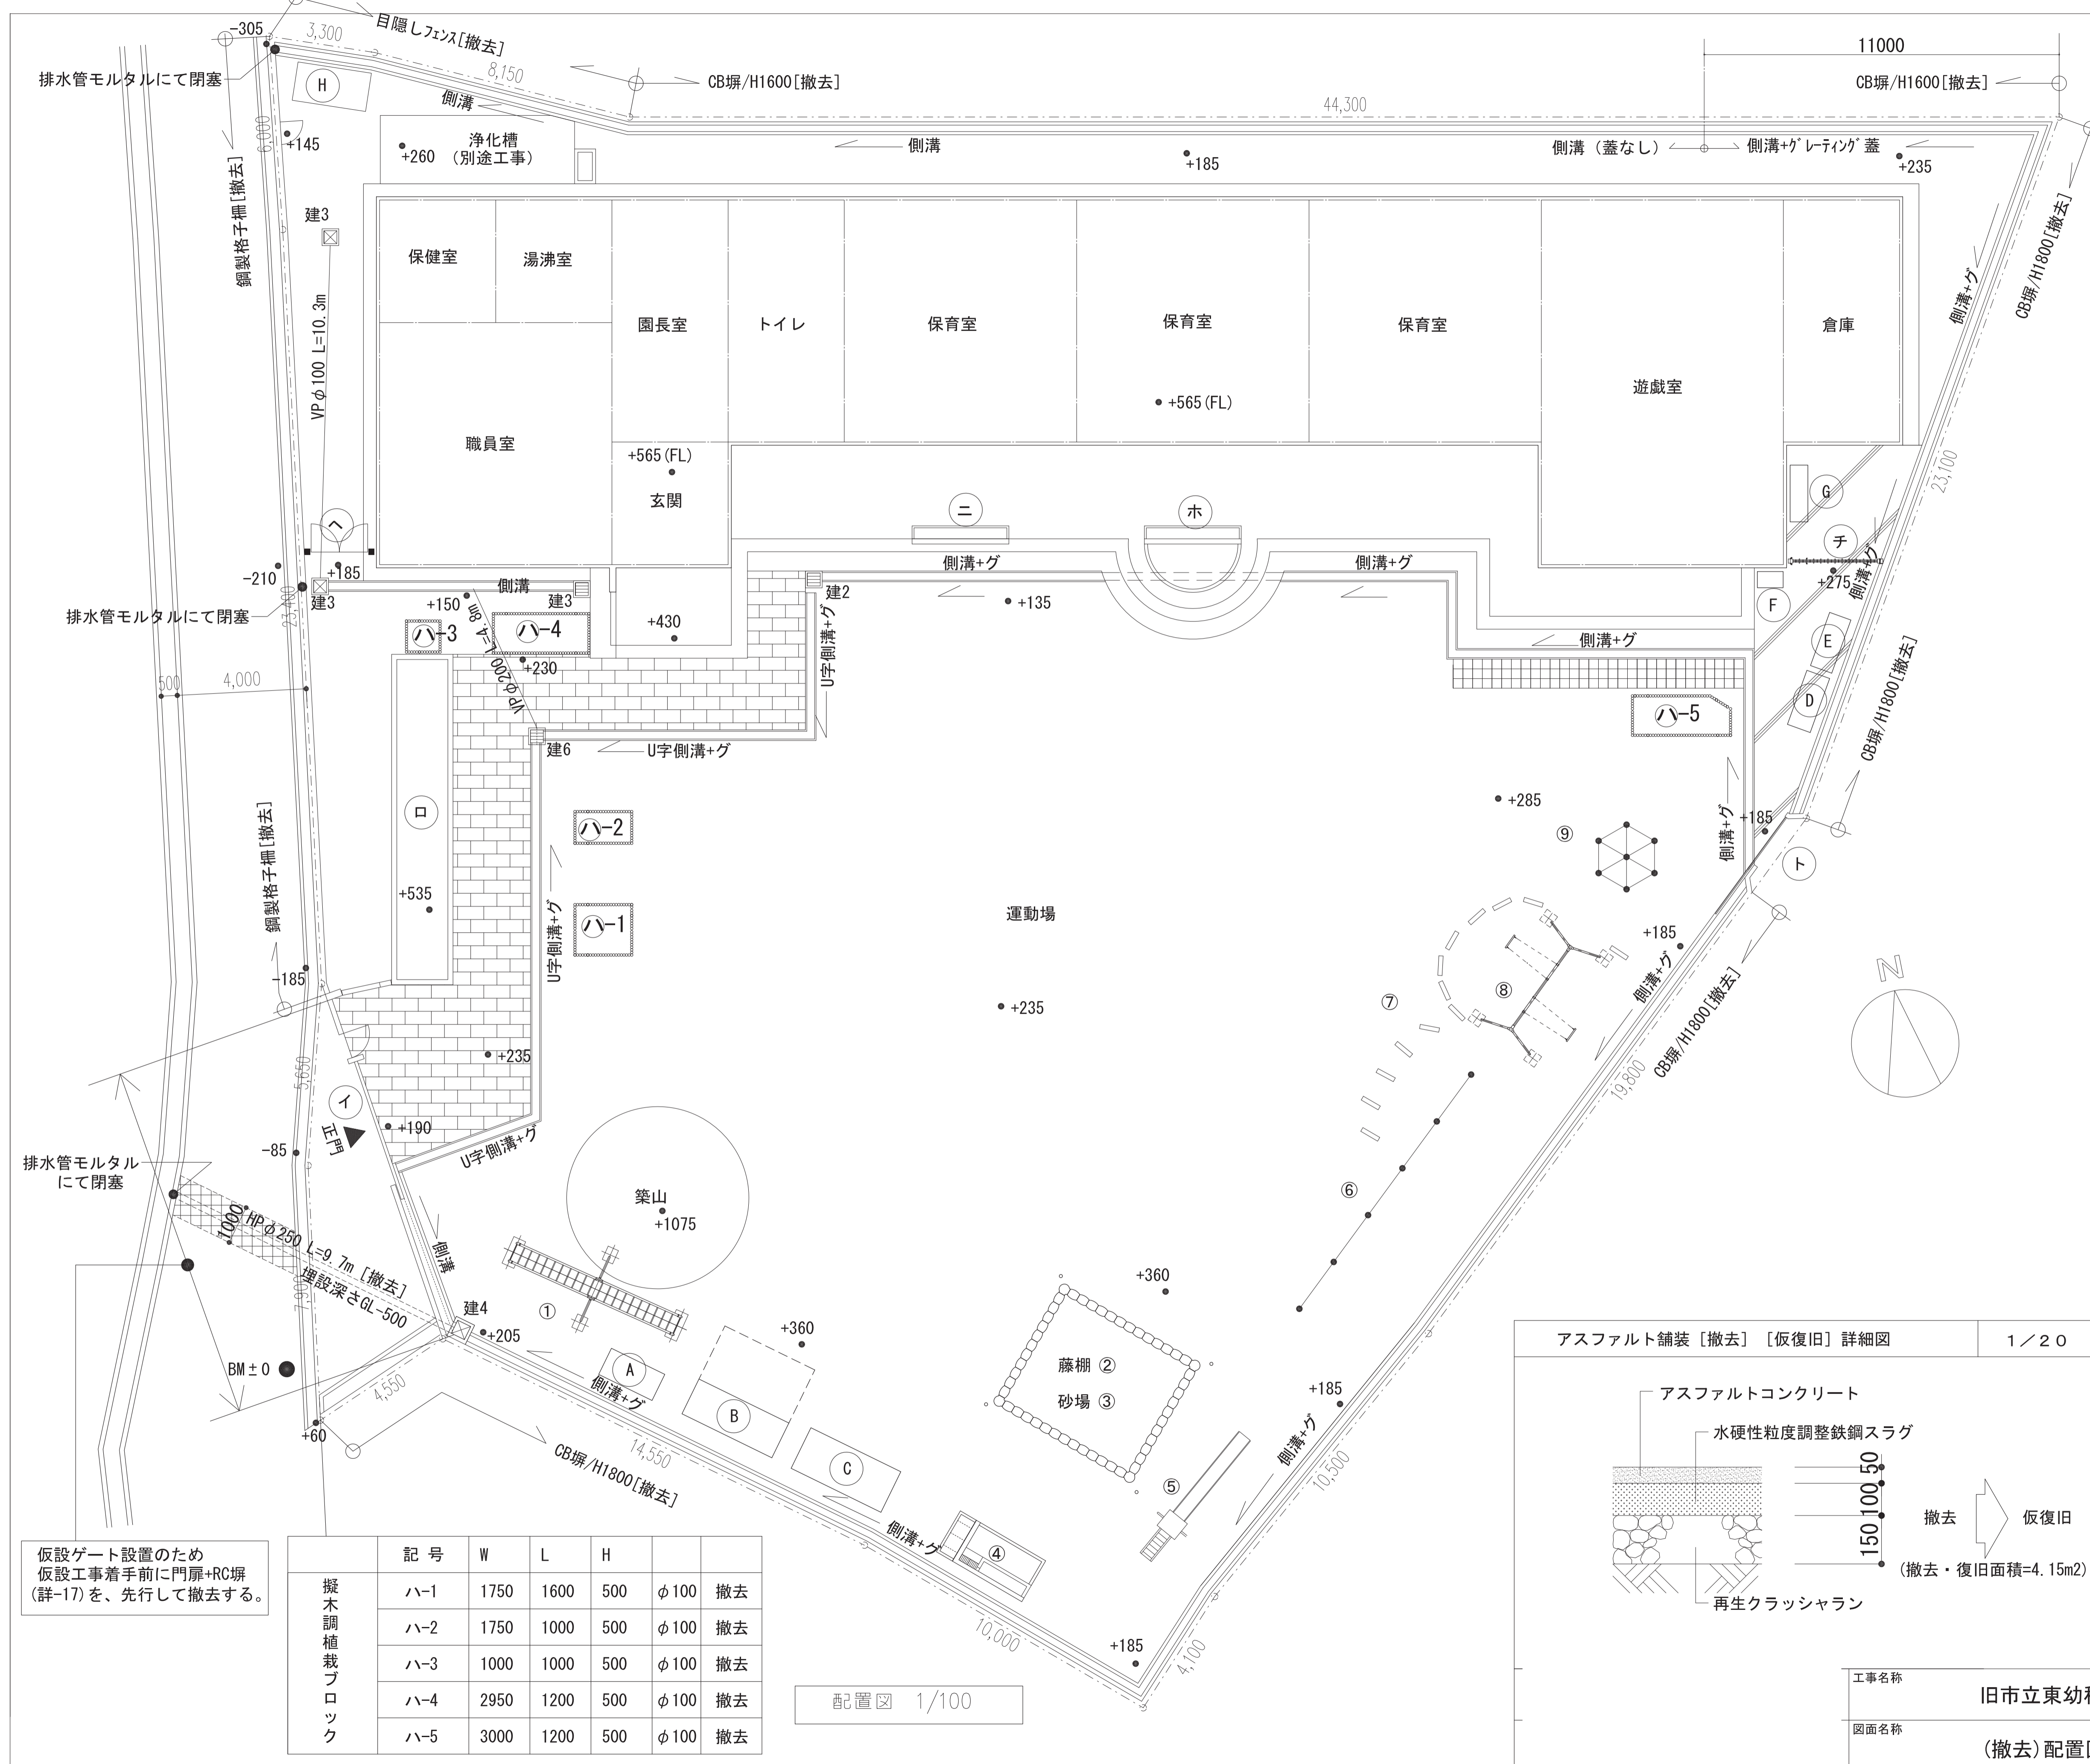 -305
3,300
目隠しフェンス[撤去]
8,150
排水管モルタルにて閉塞
H
側溝
CB塀/H1600[撤去]
11000
CB塀/H1600[撤去]
44,300
6,000
+145
+260
浄化槽
(別途工事)
側溝
+185
側溝（蓋なし）
側溝+グレーティング蓋
+235
鋼製格子柵[撤去]
建3
VPφ100 L=10.3m
保健室
湯沸室
園長室
トイレ
保育室
保育室
保育室
遊戯室
倉庫
側溝+グ
CB塀/H1800[撤去]
職員室
+565(FL)
+565(FL)
玄関
23,100
ヘ
ニ
ホ
G
チ
-210
+185
側溝
側溝+グ
側溝+グ
+275
側溝+グ
排水管モルタルにて閉塞
建3
+150
建3
建2
+135
F
23,400
ハ-3
ハ-4
+430
E
側溝+グ
+230
VPφ200 L=4.8m
U字側溝+グ
500
4,000
D
ハ-5
CB塀/H1800[撤去]
建6
U字側溝+グ
ロ
ハ-2
+285
⑨
側溝+グ
+185
ト
鋼製格子柵[撤去]
+535
ハ-1
運動場
U字側溝+グ
+185
-185
+235
⑦
⑧
側溝+グ
N
CB塀/H1800[撤去]
+235
5,650
19,800
イ
正門
+190
-85
U字側溝+グ
排水管モルタル
にて閉塞
築山
+1075
⑥
1000
HPφ250 L=9.7m [撤去]
埋設深さGL-500
側溝
7,900
建4
+205
①
+360
+360
BM±0
A
側溝+グ
B
藤棚 ②
砂場 ③
+185
4,550
+60
CB塀/H1800[撤去]
14,550
C
⑤
側溝+グ
10,500
側溝+グ
④
10,000
+185
4,100
仮設ゲート設置のため
仮設工事着手前に門扉+RC塀
(詳-17)を、先行して撤去する。
擬木調植栽ブロック
記 号 W L H
ハ-1 1750 1600 500 φ100 撤去
ハ-2 1750 1000 500 φ100 撤去
ハ-3 1000 1000 500 φ100 撤去
ハ-4 2950 1200 500 φ100 撤去
ハ-5 3000 1200 500 φ100 撤去
配置図 1/100
アスファルト舗装［撤去］［仮復旧］詳細図 1／20
アスファルトコンクリート
水硬性粒度調整鉄鋼スラグ
50
100
150
撤去
仮復旧
(撤去・復旧面積=4.15m2)
再生クラッシャラン
工事名称
旧市立東幼
図面名称
(撤去)配置